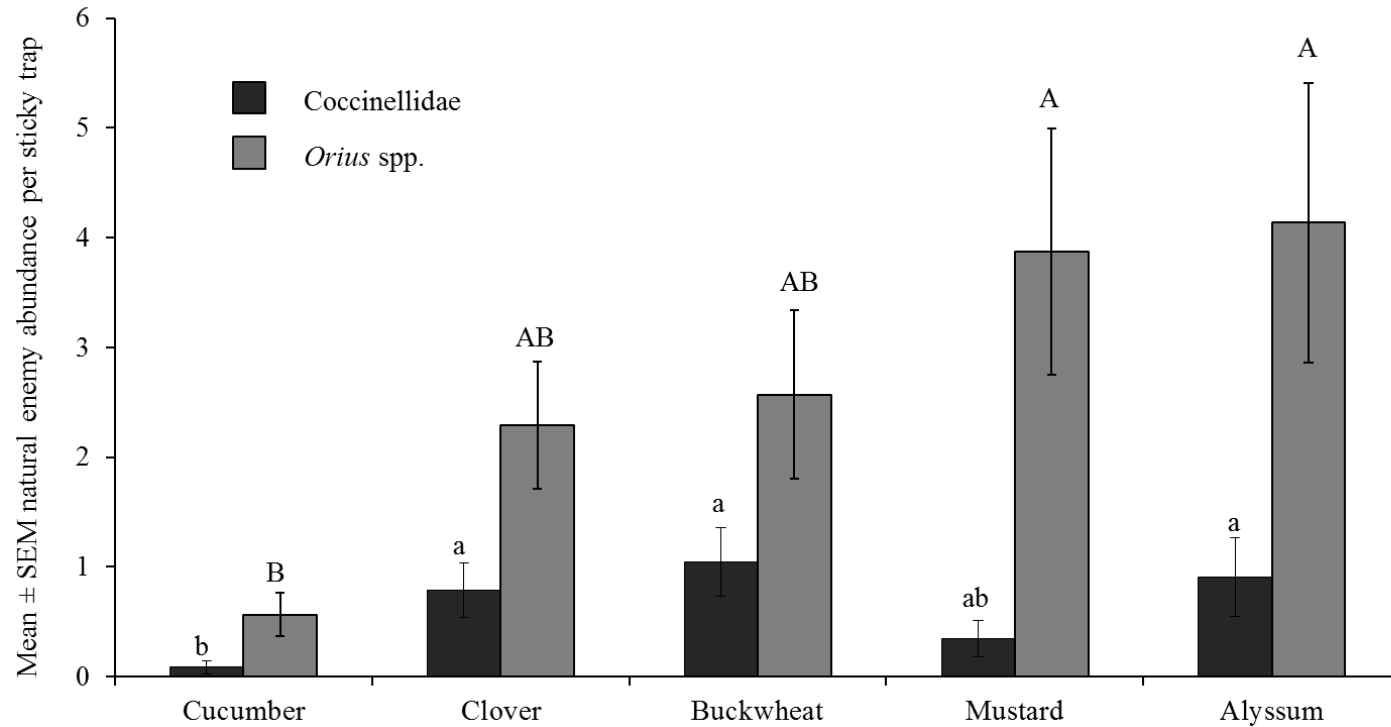 Mean ± SEM natural enemy abundance per sticky trap
6
5
4
3
2
1
0
Coccinellidae
Orius spp.
b
B
a
AB
a
AB
ab
A
a
A
Cucumber
Clover
Buckwheat
Mustard
Alyssum